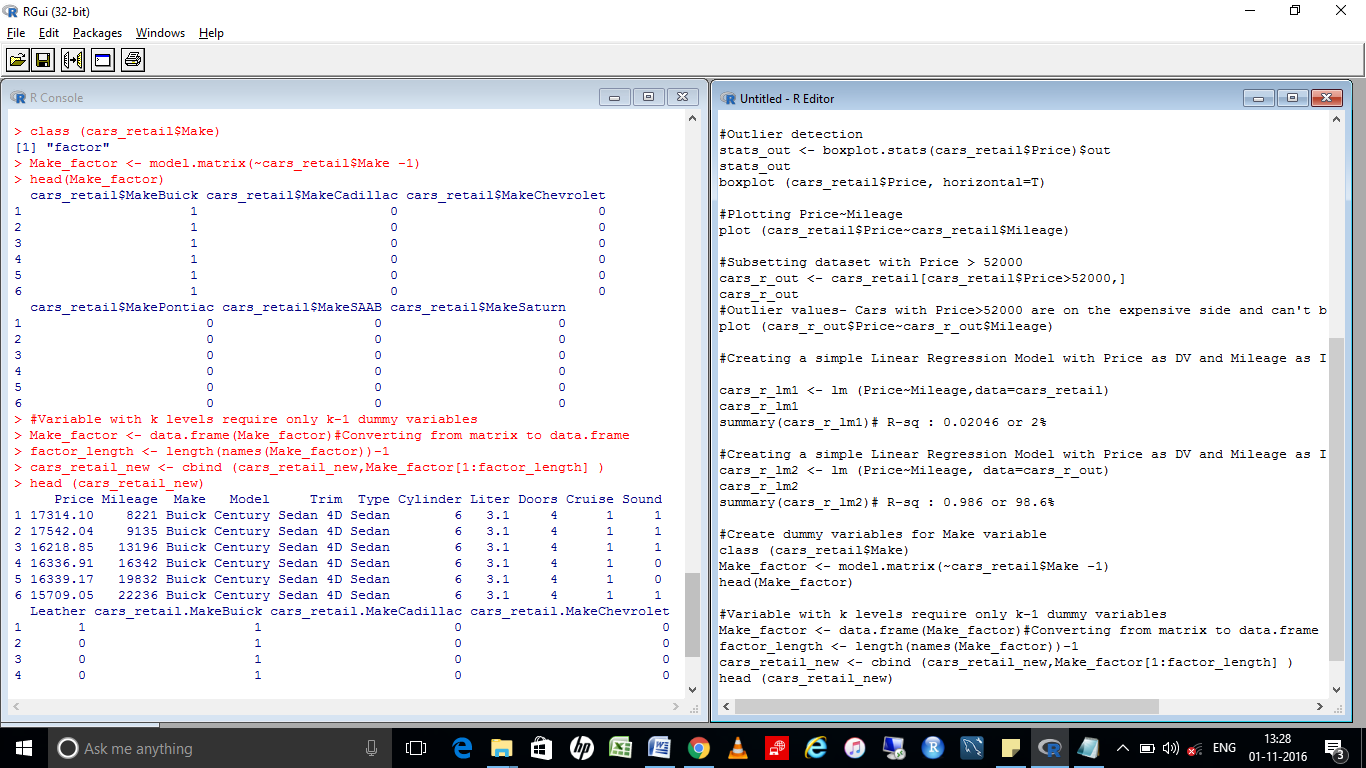 RGui (32-bit)
File Edit Packages Windows Help
R Console
> class (cars_retail$Make)
[1] "factor"
> Make_factor <- model.matrix(~cars_retail$Make -1)
> head(Make_factor)
cars_retail$MakeBuick cars_retail$MakeCadillac cars_retail$MakeChevrolet
1 1 0 0
2 1 0 0
3 1 0 0
4 1 0 0
5 1 0 0
6 1 0 0
cars_retail$MakePontiac cars_retail$MakeSAAB cars_retail$MakeSaturn
1 0 0 0
2 0 0 0
3 0 0 0
4 0 0 0
5 0 0 0
6 0 0 0
> #Variable with k levels require only k-1 dummy variables
> Make_factor <- data.frame(Make_factor)#Converting from matrix to data.frame
> factor_length <- length(names(Make_factor))-1
> cars_retail_new <- cbind (cars_retail_new,Make_factor[1:factor_length] )
> head (cars_retail_new)
Price Mileage Make Model Trim Type Cylinder Liter Doors Cruise Sound
1 17314.10 8221 Buick Century Sedan 4D Sedan 6 3.1 4 1 1
2 17542.04 9135 Buick Century Sedan 4D Sedan 6 3.1 4 1 1
3 16218.85 13196 Buick Century Sedan 4D Sedan 6 3.1 4 1 1
4 16336.91 16342 Buick Century Sedan 4D Sedan 6 3.1 4 1 0
5 16339.17 19832 Buick Century Sedan 4D Sedan 6 3.1 4 1 0
6 15709.05 22236 Buick Century Sedan 4D Sedan 6 3.1 4 1 1
Leather cars_retail.MakeBuick cars_retail.MakeCadillac cars_retail.MakeChevrolet
1 1 1 0 0
2 0 1 0 0
3 0 1 0 0
4 0 1 0 0
Untitled - R Editor
#Outlier detection
stats_out <- boxplot.stats(cars_retail$Price)$out
stats_out
boxplot (cars_retail$Price, horizontal=T)
#Plotting Price~Mileage
plot (cars_retail$Price~cars_retail$Mileage)
#Subsetting dataset with Price > 52000
cars_r_out <- cars_retail[cars_retail$Price>52000,]
cars_r_out
#Outlier values- Cars with Price>52000 are on the expensive side and can't b
plot (cars_r_out$Price~cars_r_out$Mileage)
#Creating a simple Linear Regression Model with Price as DV and Mileage as I
cars_r_lm1 <- lm (Price~Mileage,data=cars_retail)
cars_r_lm1
summary(cars_r_lm1)# R-sq : 0.02046 or 2%
#Creating a simple Linear Regression Model with Price as DV and Mileage as I
cars_r_lm2 <- lm (Price~Mileage, data=cars_r_out)
cars_r_lm2
summary(cars_r_lm2)# R-sq : 0.986 or 98.6%
#Create dummy variables for Make variable
class (cars_retail$Make)
Make_factor <- model.matrix(~cars_retail$Make -1)
head(Make_factor)
#Variable with k levels require only k-1 dummy variables
Make_factor <- data.frame(Make_factor)#Converting from matrix to data.frame
factor_length <- length(names(Make_factor))-1
cars_retail_new <- cbind (cars_retail_new,Make_factor[1:factor_length] )
head (cars_retail_new)
Ask me anything
ENG
13:28
01-11-2016
3